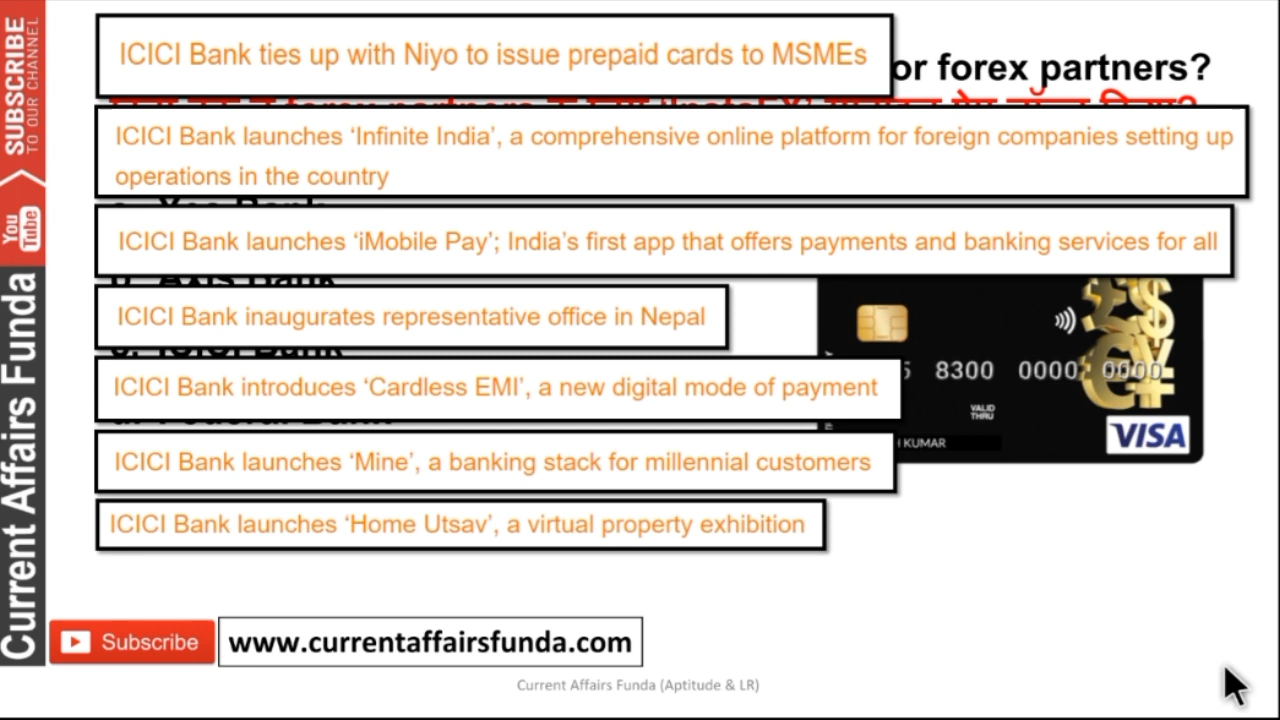 SUBSCRIBE
TO OUR CHANNEL
You
Tube
Current Affairs Funda
ICICI Bank ties up with Niyo to issue prepaid cards to MSMEs
or forex partners?
ICICI Bank launches ‘Infinite India’, a comprehensive online platform for foreign companies setting up
operations in the country
ICICI Bank launches ‘iMobile Pay’; India’s first app that offers payments and banking services for all
ICICI Bank inaugurates representative office in Nepal
ICICI Bank introduces ‘Cardless EMI’, a new digital mode of payment
8300 0000 0000
VALID
THRU
KUMAR
VISA
ICICI Bank launches ‘Mine’, a banking stack for millennial customers
ICICI Bank launches ‘Home Utsav’, a virtual property exhibition
Subscribe
www.currentaffairsfunda.com
Current Affairs Funda (Aptitude & LR)